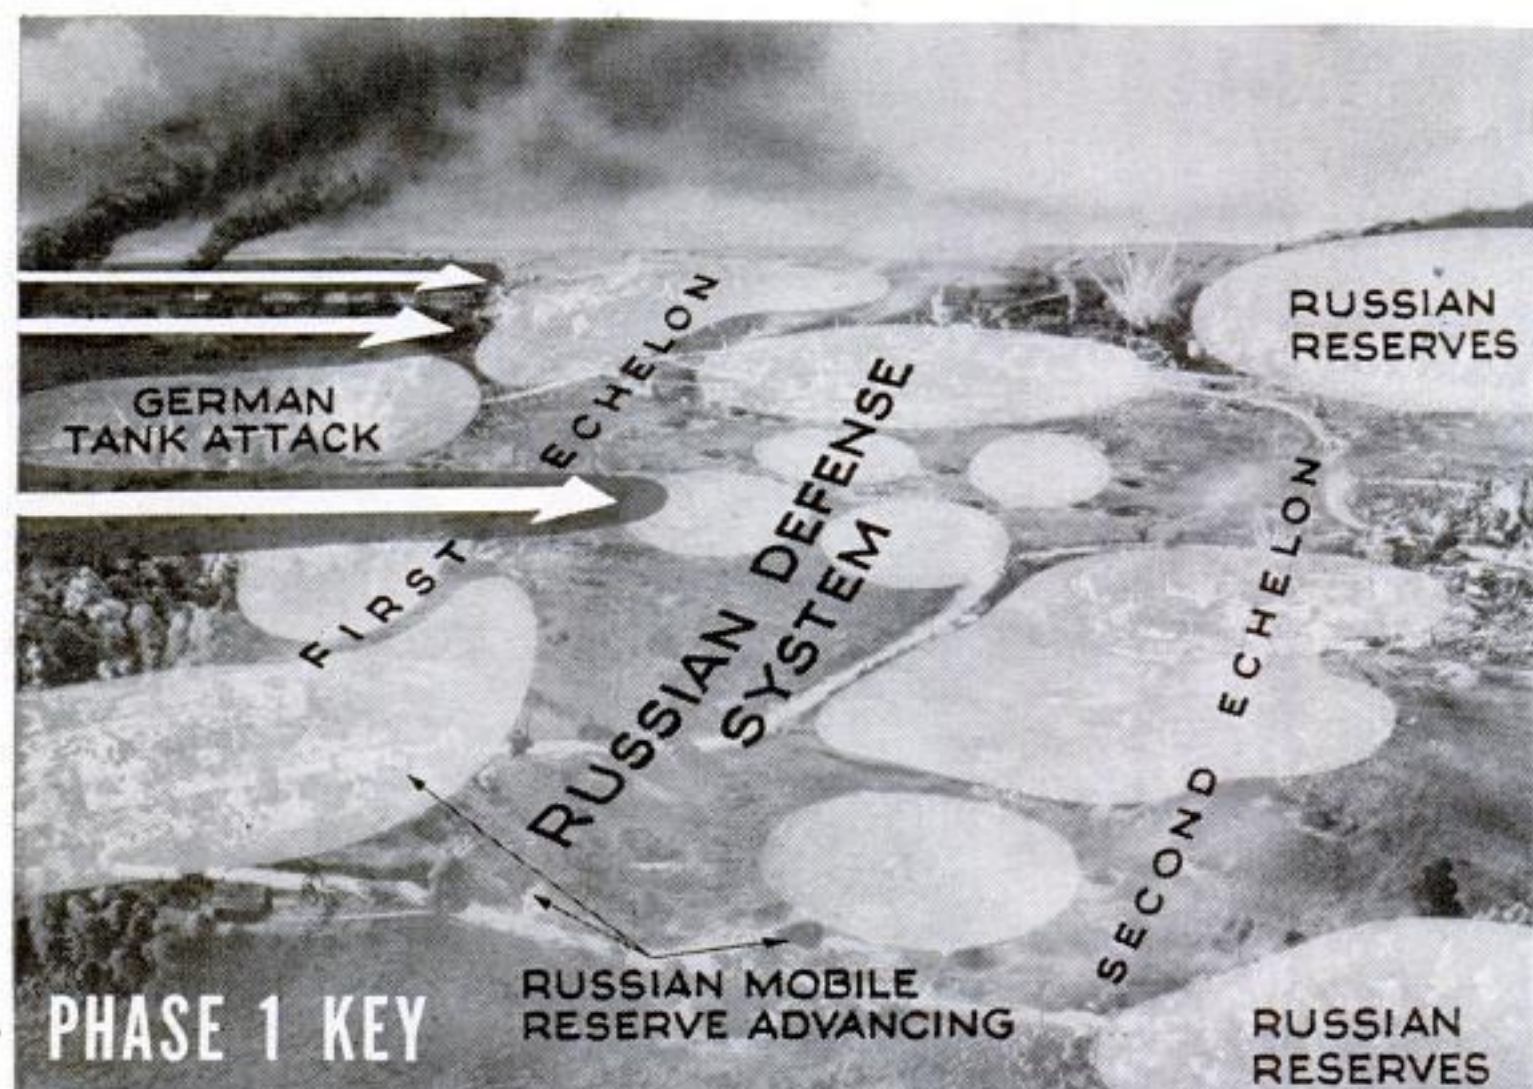 RUSSIAN
RESERVES
GERMAN
TANK ATTACK
FIRST ECHELON
RUSSIAN DEFENSE
SYSTEM
SECOND ECHELON
RUSSIAN MOBILE
RESERVE ADVANCING
PHASE 1 KEY
RUSSIAN
RESERVES